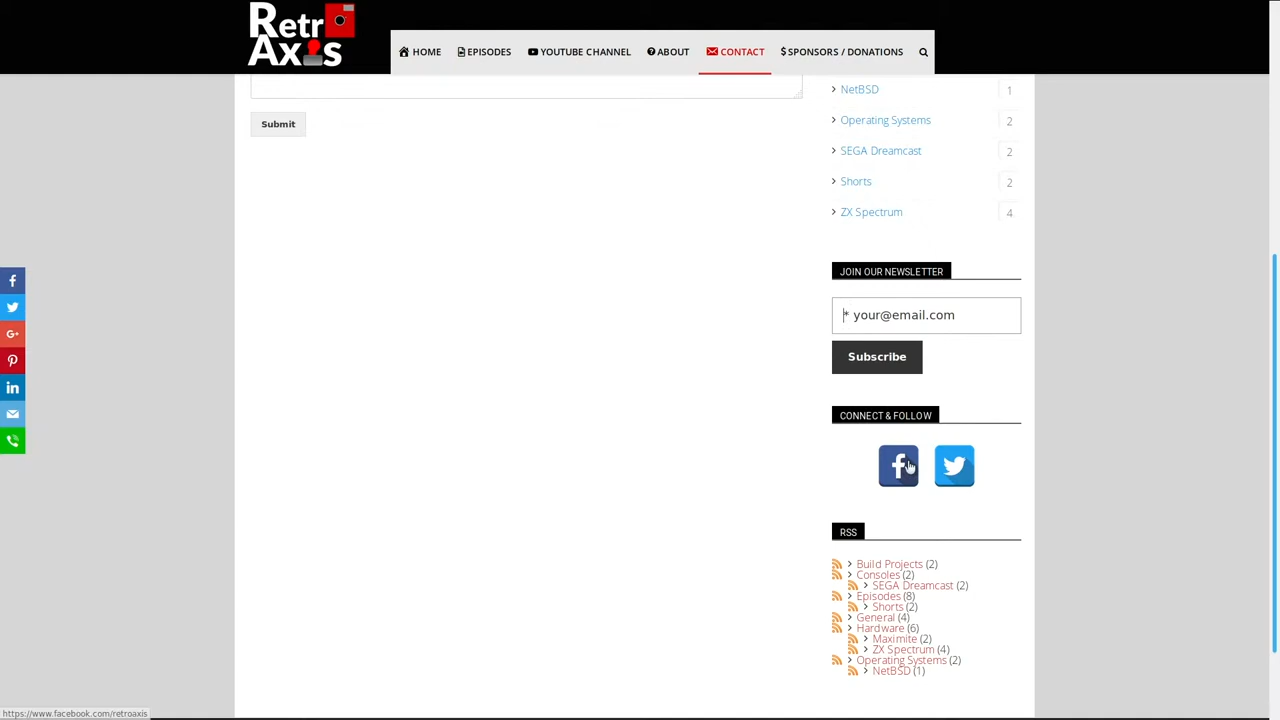 Retr
Axis
HOME
EPISODES
YOUTUBE CHANNEL
ABOUT
CONTACT
SPONSORS / DONATIONS
NetBSD 1
Submit
Operating Systems 2
SEGA Dreamcast 2
Shorts 2
ZX Spectrum 4
JOIN OUR NEWSLETTER
* your@email.com
Subscribe
CONNECT & FOLLOW
RSS
Build Projects (2)
Consoles (2)
SEGA Dreamcast (2)
Episodes (8)
Shorts (2)
General (4)
Hardware (6)
Maximite (2)
ZX Spectrum (4)
Operating Systems (2)
NetBSD (1)
https://www.facebook.com/retroaxis